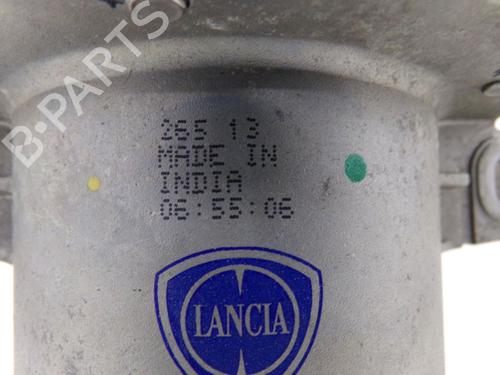 B-PARTS
265 13
MADE IN
INDIA
06:55:06
LANCIA